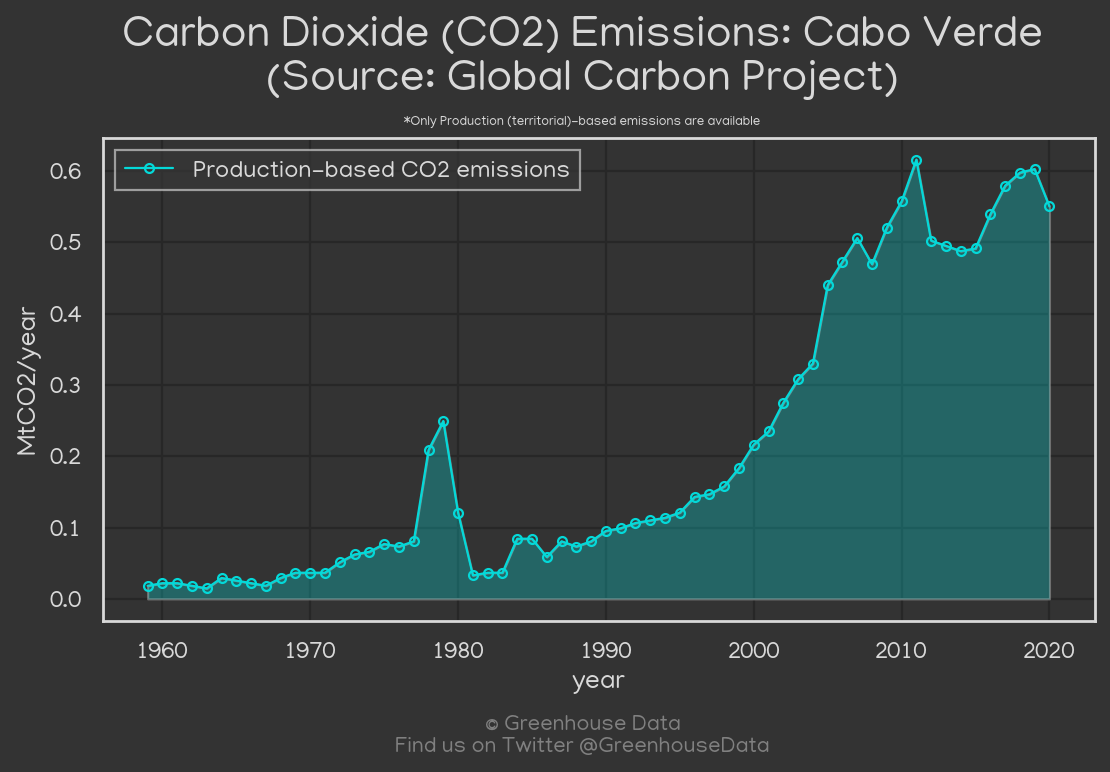 Carbon Dioxide (CO2) Emissions: Cabo Verde
(Source: Global Carbon Project)
*Only Production (territorial)-based emissions are available
Production-based CO2 emissions
0.6
0.5
0.4
0.3
0.2
0.1
0.0
MtCO2/year
1960 1970 1980 1990 2000 2010 2020
year
© Greenhouse Data
Find us on Twitter @GreenhouseData